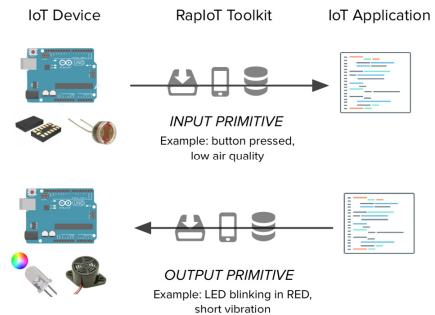 IoT Device
RapIoT Toolkit
IoT Application
INPUT PRIMITIVE
Example: button pressed,
low air quality
OUTPUT PRIMITIVE
Example: LED blinking in RED,
short vibration